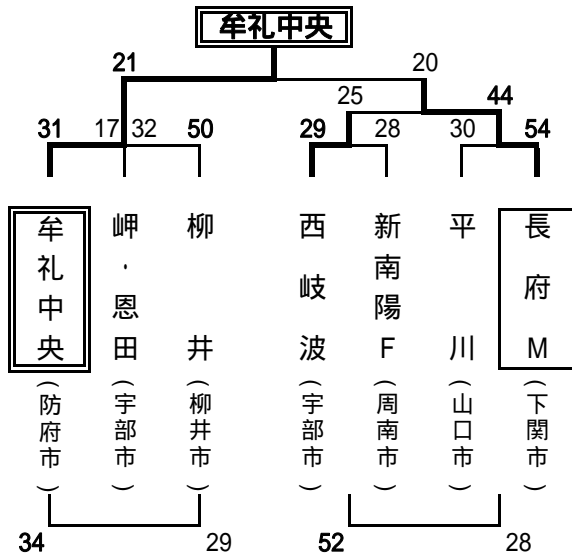 牟礼中央
21 20
25 44
31 17 32 50 29 28 30 54
牟礼中央(防府市)
岬・恩田(宇部市)
柳井(柳井市)
西岐波(宇部市)
新南陽F(周南市)
平川(山口市)
長府M(下関市)
34 29 52 28